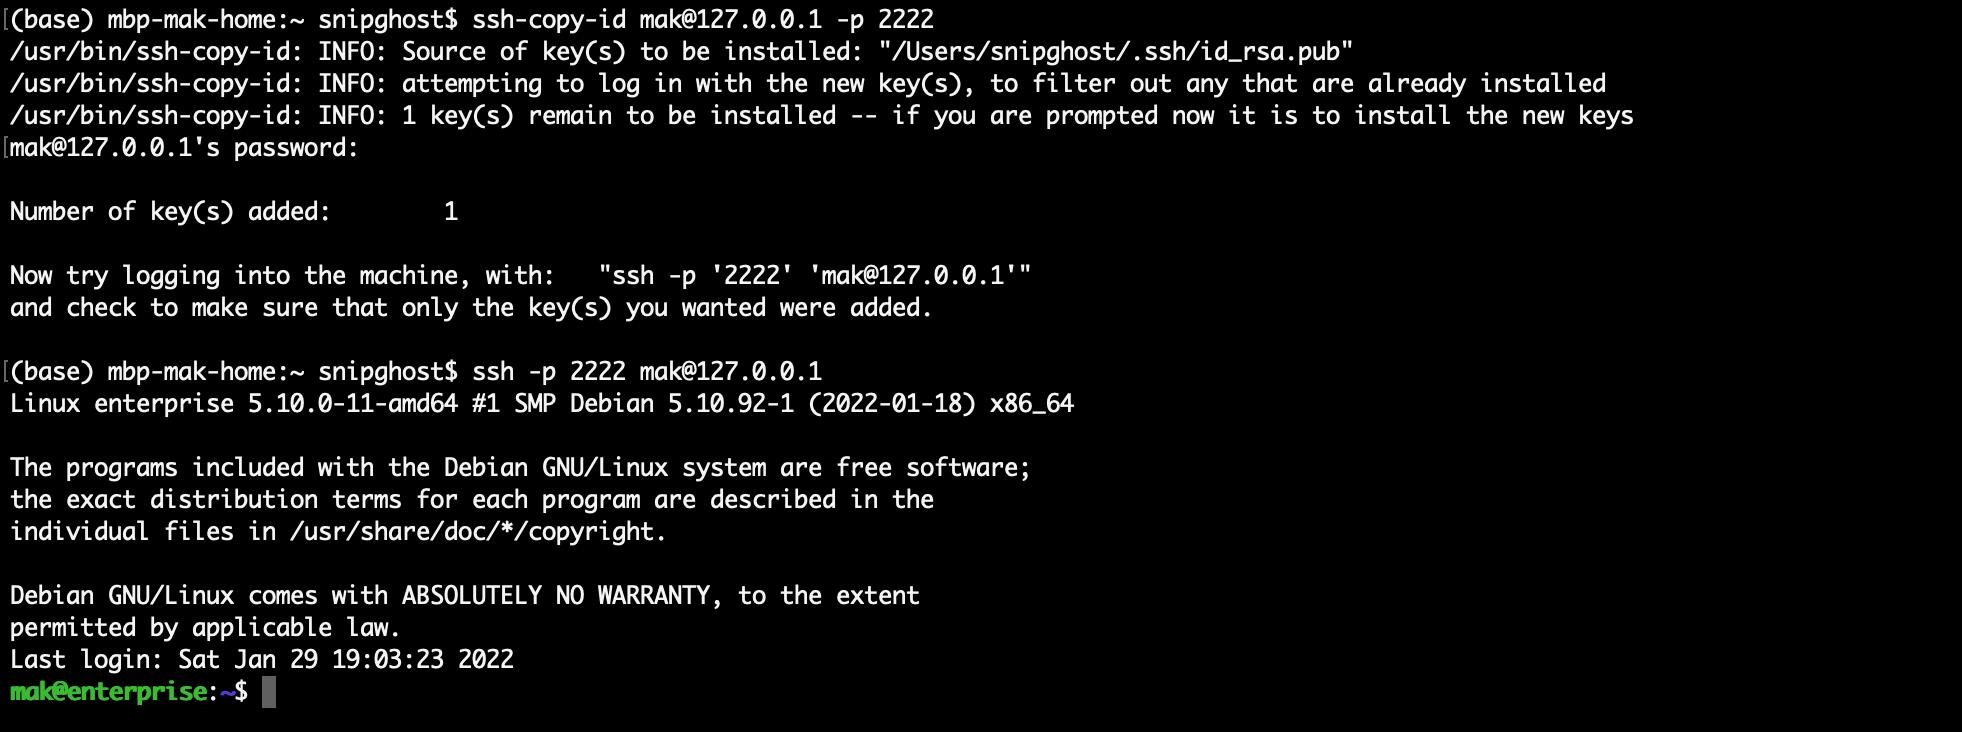 (base) mbp-mak-home:~ snipghost$ ssh-copy-id mak@127.0.0.1 -p 2222
/usr/bin/ssh-copy-id: INFO: Source of key(s) to be installed: "/Users/snipghost/.ssh/id_rsa.pub"
/usr/bin/ssh-copy-id: INFO: attempting to log in with the new key(s), to filter out any that are already installed
/usr/bin/ssh-copy-id: INFO: 1 key(s) remain to be installed -- if you are prompted now it is to install the new keys
mak@127.0.0.1's password:
Number of key(s) added:        1
Now try logging into the machine, with:   "ssh -p '2222' 'mak@127.0.0.1'"
and check to make sure that only the key(s) you wanted were added.
(base) mbp-mak-home:~ snipghost$ ssh -p 2222 mak@127.0.0.1
Linux enterprise 5.10.0-11-amd64 #1 SMP Debian 5.10.92-1 (2022-01-18) x86_64
The programs included with the Debian GNU/Linux system are free software;
the exact distribution terms for each program are described in the
individual files in /usr/share/doc/*/copyright.
Debian GNU/Linux comes with ABSOLUTELY NO WARRANTY, to the extent
permitted by applicable law.
Last login: Sat Jan 29 19:03:23 2022
mak@enterprise:~$